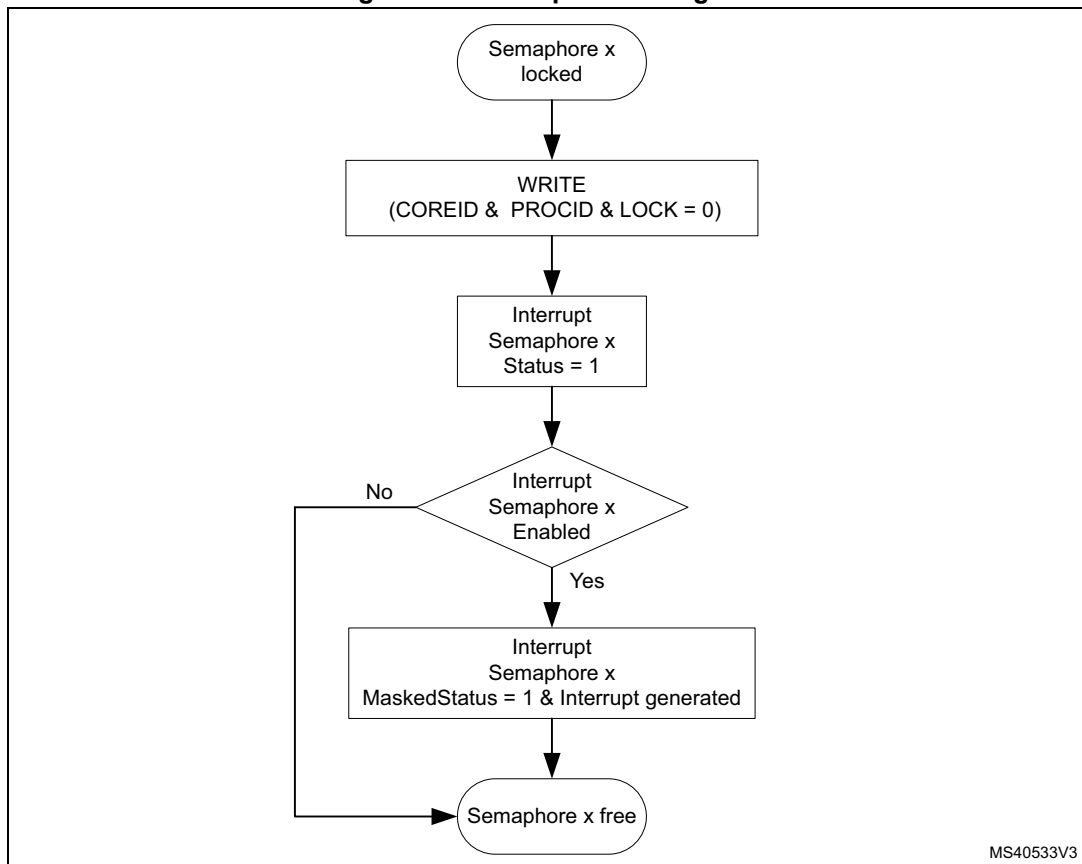 Semaphore x
locked
WRITE
(COREID & PROCID & LOCK = 0)
Interrupt
Semaphore x
Status = 1
Interrupt
Semaphore x
Enabled
No
Yes
Interrupt
Semaphore x
MaskedStatus = 1 & Interrupt generated
Semaphore x free
MS40533V3